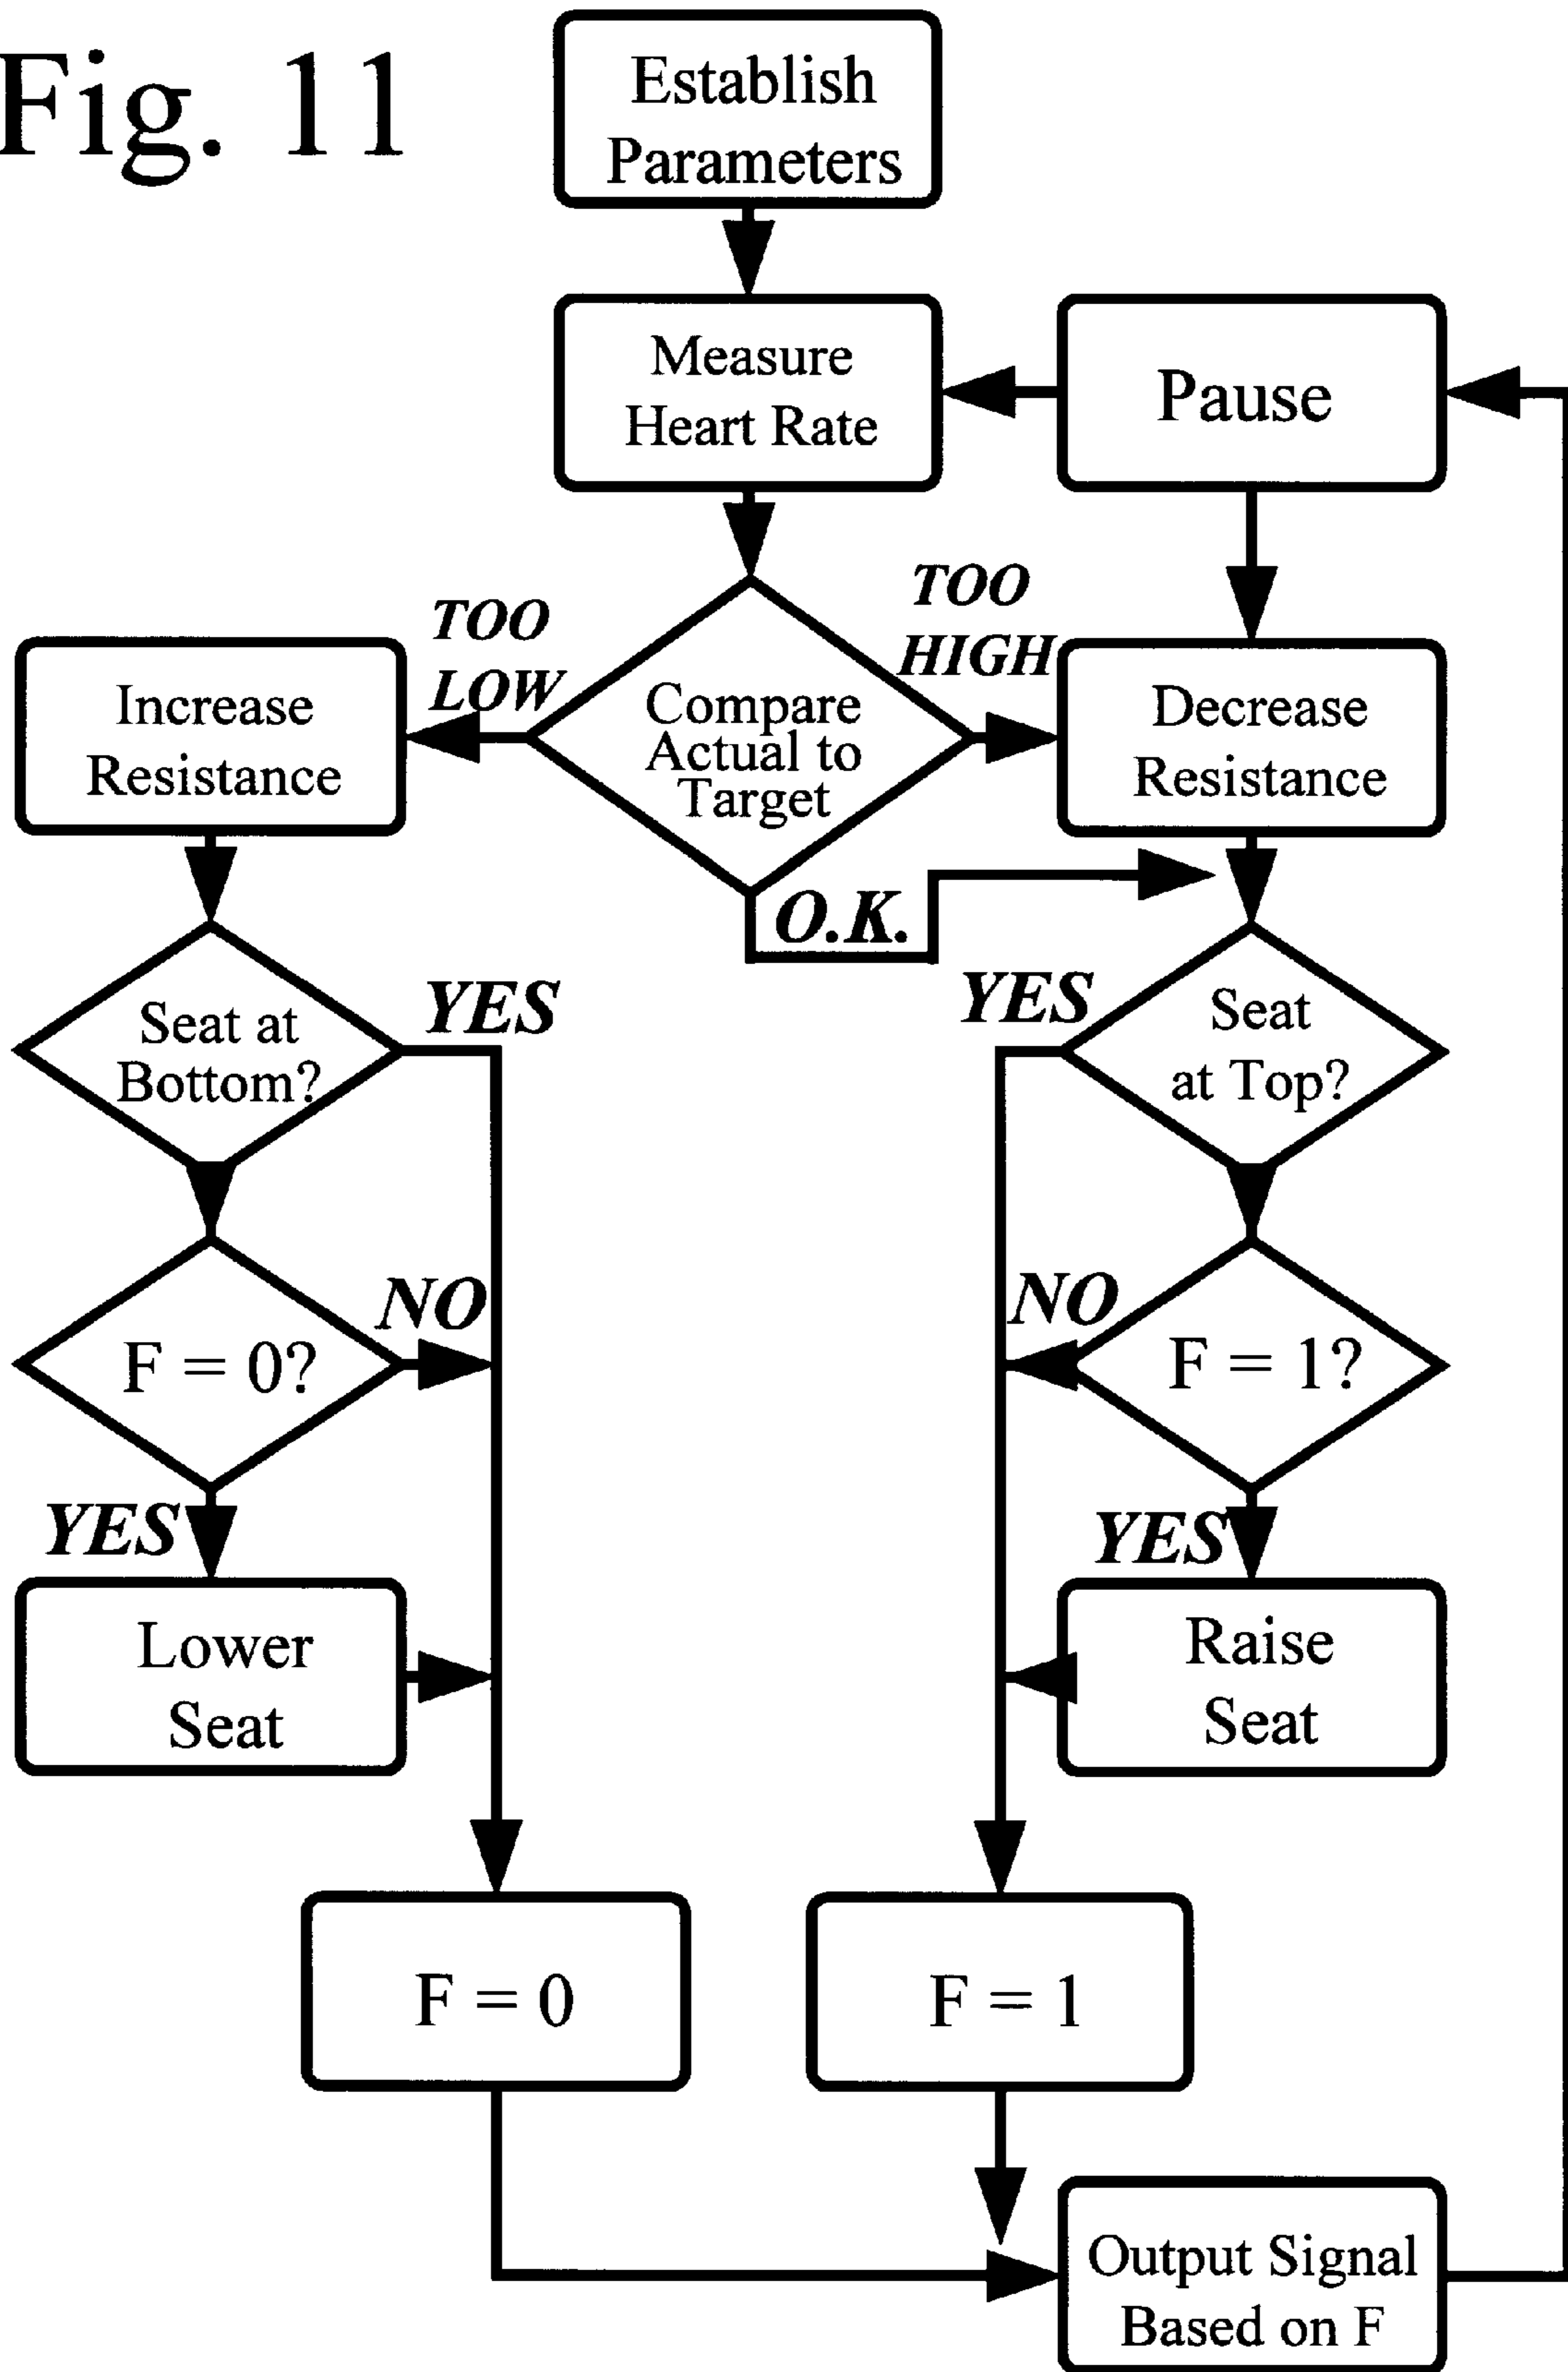 Fig. 11
Establish
Parameters
Measure
Heart Rate
Pause
TOO
LOW
TOO
HIGH
Increase
Resistance
Compare
Actual to
Target
Decrease
Resistance
O.K.
Seat at
Bottom?
YES
YES
Seat
at Top?
F = 0?
NO
NO
F = 1?
YES
YES
Lower
Seat
Raise
Seat
F = 0
F = 1
Output Signal
Based on F